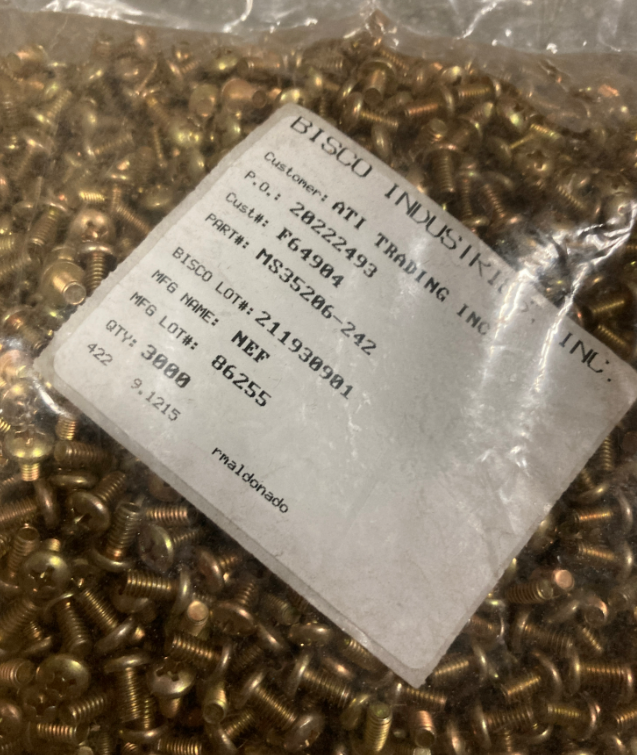 BISCO INDUSTRIES, INC.
Customer: ATI TRADING INC
P.O.: 20222493
Cust#: F64904
PART#: MS35206-242
BISCO LOT#: 211930901
MFG NAME: NEF
MFG LOT#: 86255
QTY: 3000
422 9.1215
rmaldonado